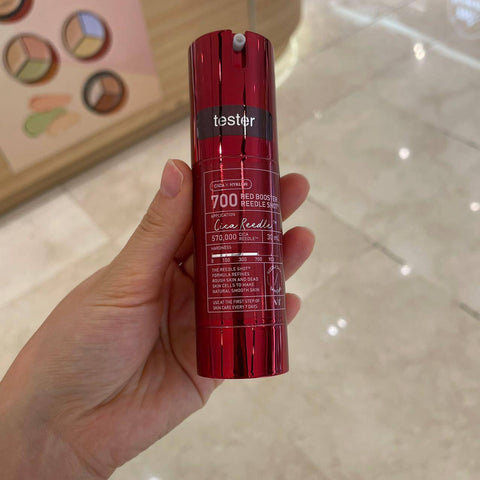 tester
CICA × HYALON
700 RED BOOSTER
REEDLE SHOT
APPLICATION
Cica Reedle
570,000 CICA REEDLE™ 30 mL
HARDNESS
0 100 300 700
THE REEDLE SHOT®
FORMULA REFINES
ROUGH SKIN AND DEAD
SKIN CELLS TO MAKE
NATURAL SMOOTH SKIN
USE AT THE FIRST STEP OF
SKIN CARE EVERY 7 DAYS